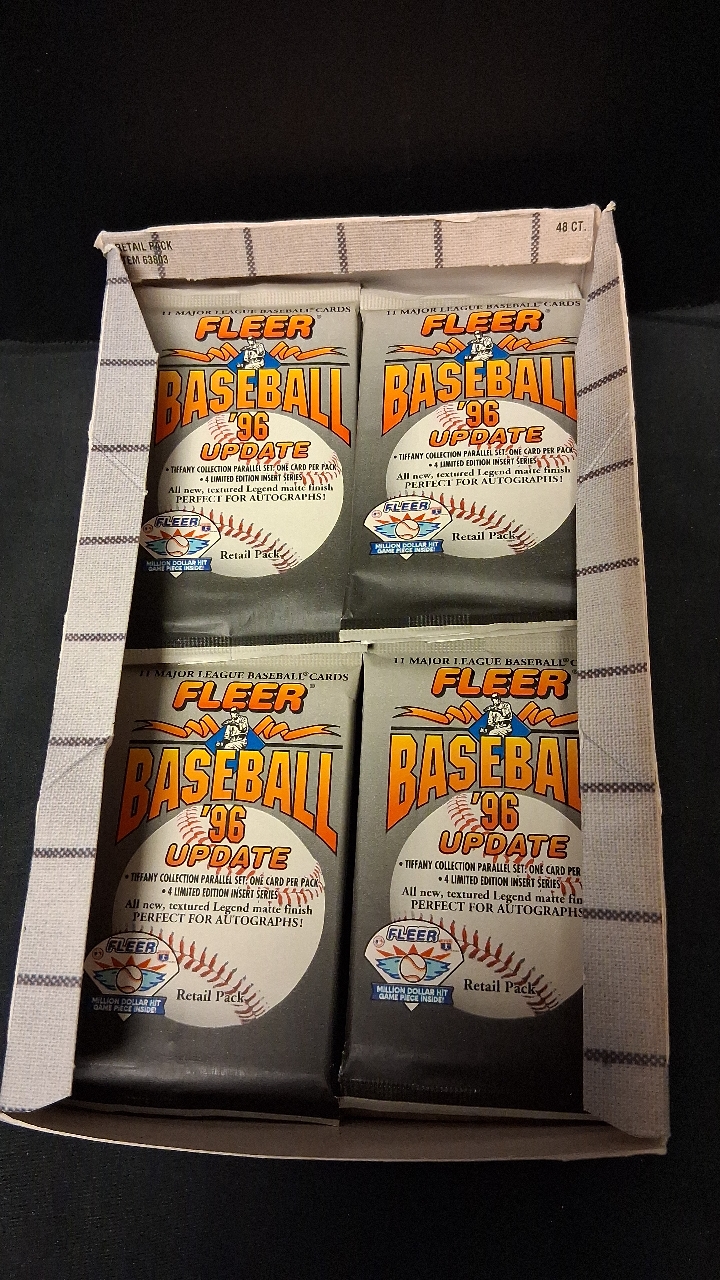 RETAIL PACK
48 CT.
11 MAJOR LEAGUE BASEBALL® CARDS
FLEER®
BASEBALL
'96
UPDATE
• TIFFANY COLLECTION PARALLEL SET: ONE CARD PER PACK
• 4 LIMITED EDITION INSERT SERIES
All new, textured Legend matte finish
PERFECT FOR AUTOGRAPHS!
FLEER
MILLION DOLLAR HIT
GAME PIECE INSIDE!
Retail Pack
11 MAJOR LEAGUE BASEBALL® CARDS
FLEER®
BASEBALL
'96
UPDATE
• TIFFANY COLLECTION PARALLEL SET: ONE CARD PER PACK
• 4 LIMITED EDITION INSERT SERIES
All new, textured Legend matte finish
PERFECT FOR AUTOGRAPHS!
FLEER
MILLION DOLLAR HIT
GAME PIECE INSIDE!
Retail Pack
11 MAJOR LEAGUE BASEBALL® CARDS
FLEER®
BASEBALL
'96
UPDATE
• TIFFANY COLLECTION PARALLEL SET: ONE CARD PER PACK
• 4 LIMITED EDITION INSERT SERIES
All new, textured Legend matte finish
PERFECT FOR AUTOGRAPHS!
FLEER
MILLION DOLLAR HIT
GAME PIECE INSIDE!
Retail Pack
11 MAJOR LEAGUE BASEBALL® C
FLEER
BASEBAL
'96
UPDATE
• TIFFANY COLLECTION PARALLEL SET: ONE CARD PER
• 4 LIMITED EDITION INSERT SERIES
All new, textured Legend matte fin
PERFECT FOR AUTOGRAPHS
FLEER
MILLION DOLLAR HIT
GAME PIECE INSIDE!
Retail Pack